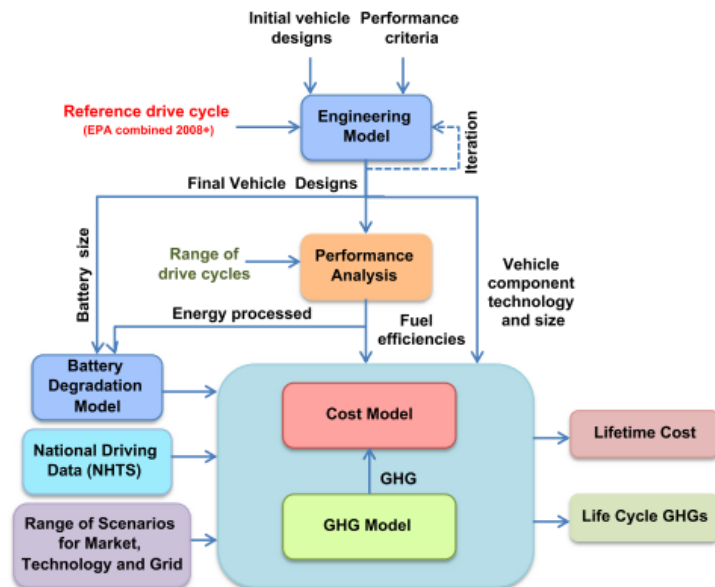 Initial vehicle
designs
Performance
criteria
Reference drive cycle
(EPA combined 2008+)
Engineering
Model
Iteration
Final Vehicle Designs
Battery size
Range of
drive cycles
Performance
Analysis
Vehicle
component
technology
and size
Energy processed
Fuel
efficiencies
Battery
Degradation
Model
Cost Model
National Driving
Data (NHTS)
Lifetime Cost
GHG
Range of Scenarios
for Market,
Technology and Grid
GHG Model
Life Cycle GHGs